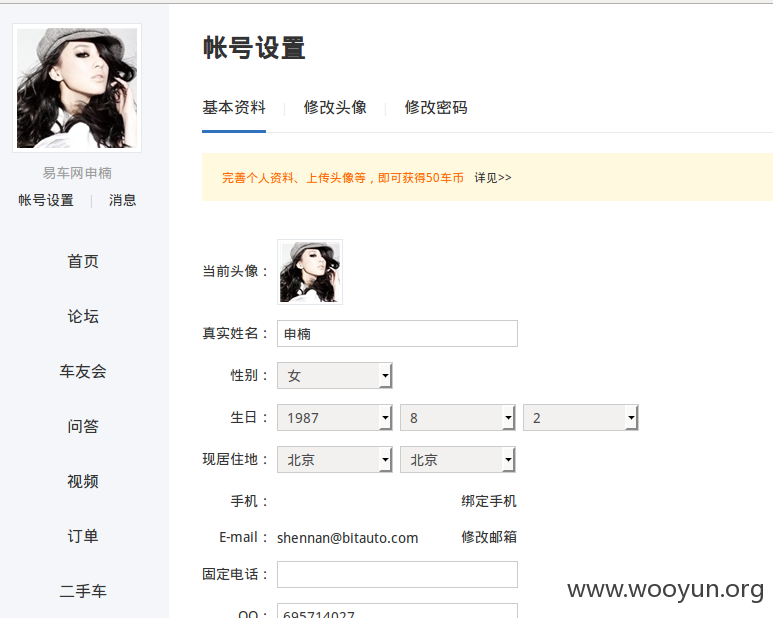 帐号设置
基本资料 | 修改头像 | 修改密码
完善个人资料、上传头像等，即可获得50车币 详见>>
易车网申楠
帐号设置 | 消息
首页
论坛
车友会
问答
视频
订单
二手车
当前头像：
真实姓名： 申楠
性别： 女
生日： 1987 8 2
现居住地： 北京 北京
手机： 绑定手机
E-mail： shennan@bitauto.com 修改邮箱
固定电话：
QQ： 695714027
www.wooyun.org